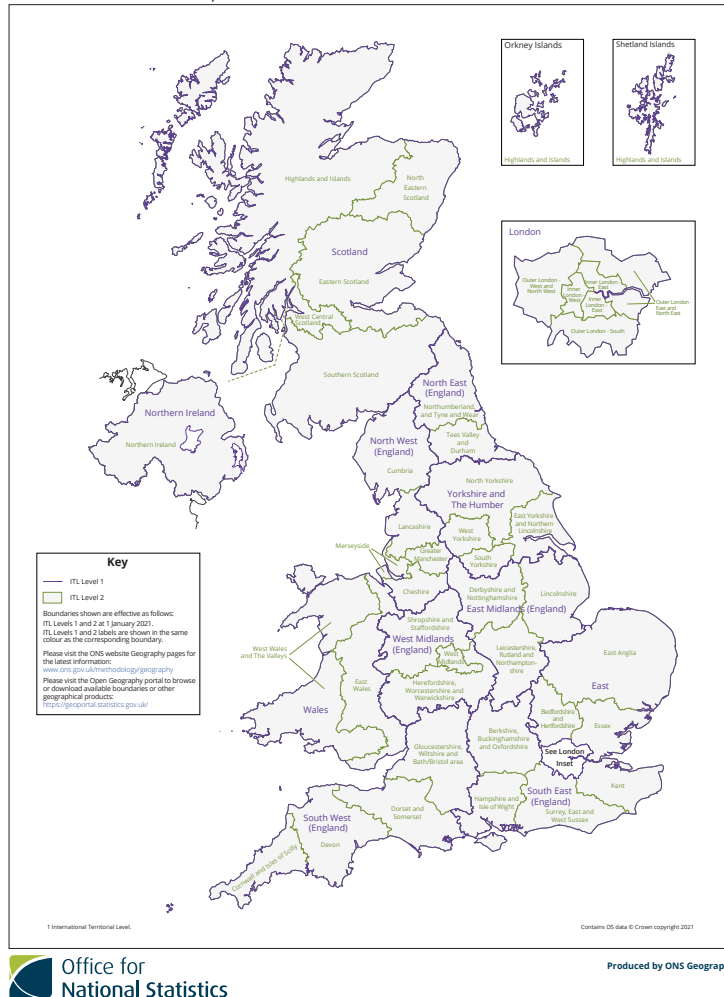 Orkney Islands
Highlands and Islands
Shetland Islands
Highlands and Islands
Highlands and Islands
North
Eastern
Scotland
Scotland
Eastern Scotland
West Central
Scotland
Southern Scotland
London
Outer London -
West and
North West
Inner London -
East
Inner
London -
West
Inner
London -
East
Outer London -
East and
North East
Outer London - South
Northern Ireland
Northern Ireland
North East
(England)
Northumberland,
and Tyne and Wear
Tees Valley
and
Durham
North West
(England)
Cumbria
North Yorkshire
Yorkshire and
The Humber
East Yorkshire
and Northern
Lincolnshire
West
Yorkshire
South
Yorkshire
Lancashire
Merseyside
Greater
Manchester
Cheshire
Derbyshire and
Nottinghamshire
Lincolnshire
East Midlands (England)
Shropshire and
Staffordshire
West Midlands
(England)
West
Midlands
Herefordshire,
Worcestershire and
Warwickshire
Leicestershire,
Rutland and
Northampton-
shire
East Anglia
East
Bedfordshire
and
Hertfordshire
Essex
West Wales
and The Valleys
East
Wales
Wales
Gloucestershire,
Wiltshire and
Bath/Bristol area
Berkshire,
Buckinghamshire
and Oxfordshire
See London
Inset
South East
(England)
Kent
Hampshire and
Isle of Wight
Surrey, East and
West Sussex
South West
(England)
Dorset and
Somerset
Devon
Cornwall and Isles of Scilly
Key
ITL Level 1
ITL Level 2
Boundaries shown are effective as follows:
ITL Levels 1 and 2 at 1 January 2021.
ITL Levels 1 and 2 labels are shown in the same
colour as the corresponding boundary.
Please visit the ONS website Geography pages for
the latest information:
www.ons.gov.uk/methodology/geography
Please visit the Open Geography portal to browse
or download available boundaries or other
geographical products:
https://geoportal.statistics.gov.uk/
1 International Territorial Level.
Contains OS data © Crown copyright 2021
Office for
National Statistics
Produced by ONS Geograp